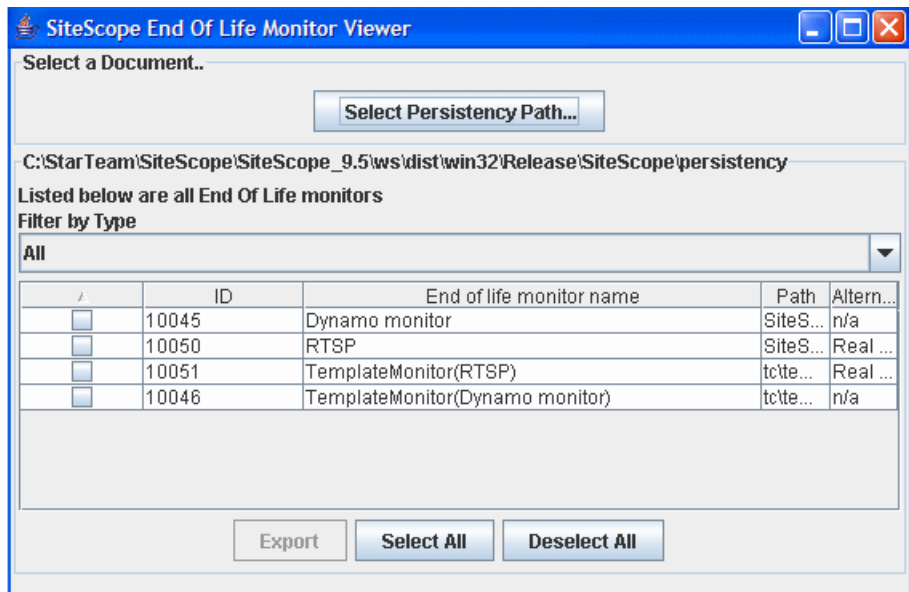 SiteScope End Of Life Monitor Viewer
Select a Document..
Select Persistency Path...
C:\StarTeam\SiteScope\SiteScope_9.5\ws\dist\win32\Release\SiteScope\persistency
Listed below are all End Of Life monitors
Filter by Type
All
ID End of life monitor name Path Altern...
10045 Dynamo monitor SiteS... n/a
10050 RTSP SiteS... Real ...
10051 TemplateMonitor(RTSP) tc\te... Real ...
10046 TemplateMonitor(Dynamo monitor) tc\te... n/a
Export Select All Deselect All